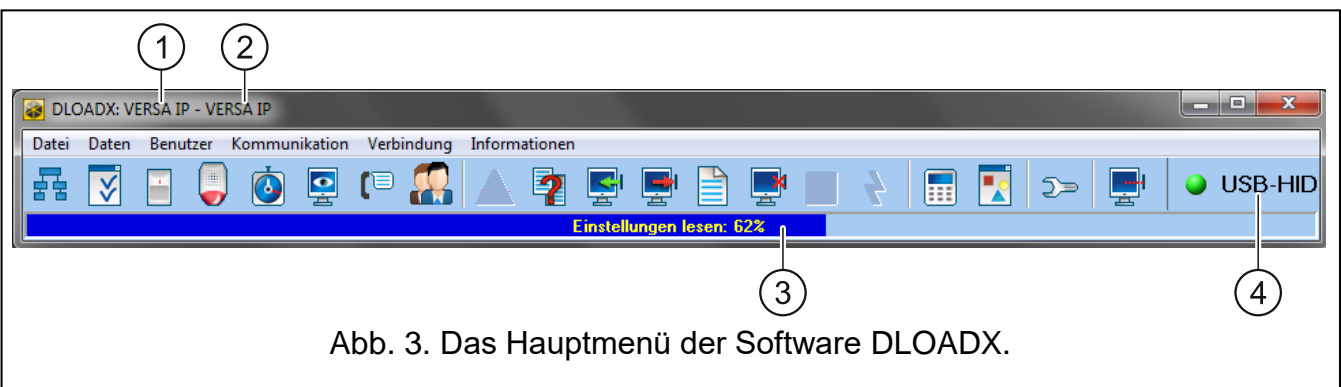 1 2
DLOADX: VERSA IP - VERSA IP
Datei Daten Benutzer Kommunikation Verbindung Informationen
USB-HID
Einstellungen lesen: 62%
3 4
Abb. 3. Das Hauptmenü der Software DLOADX.